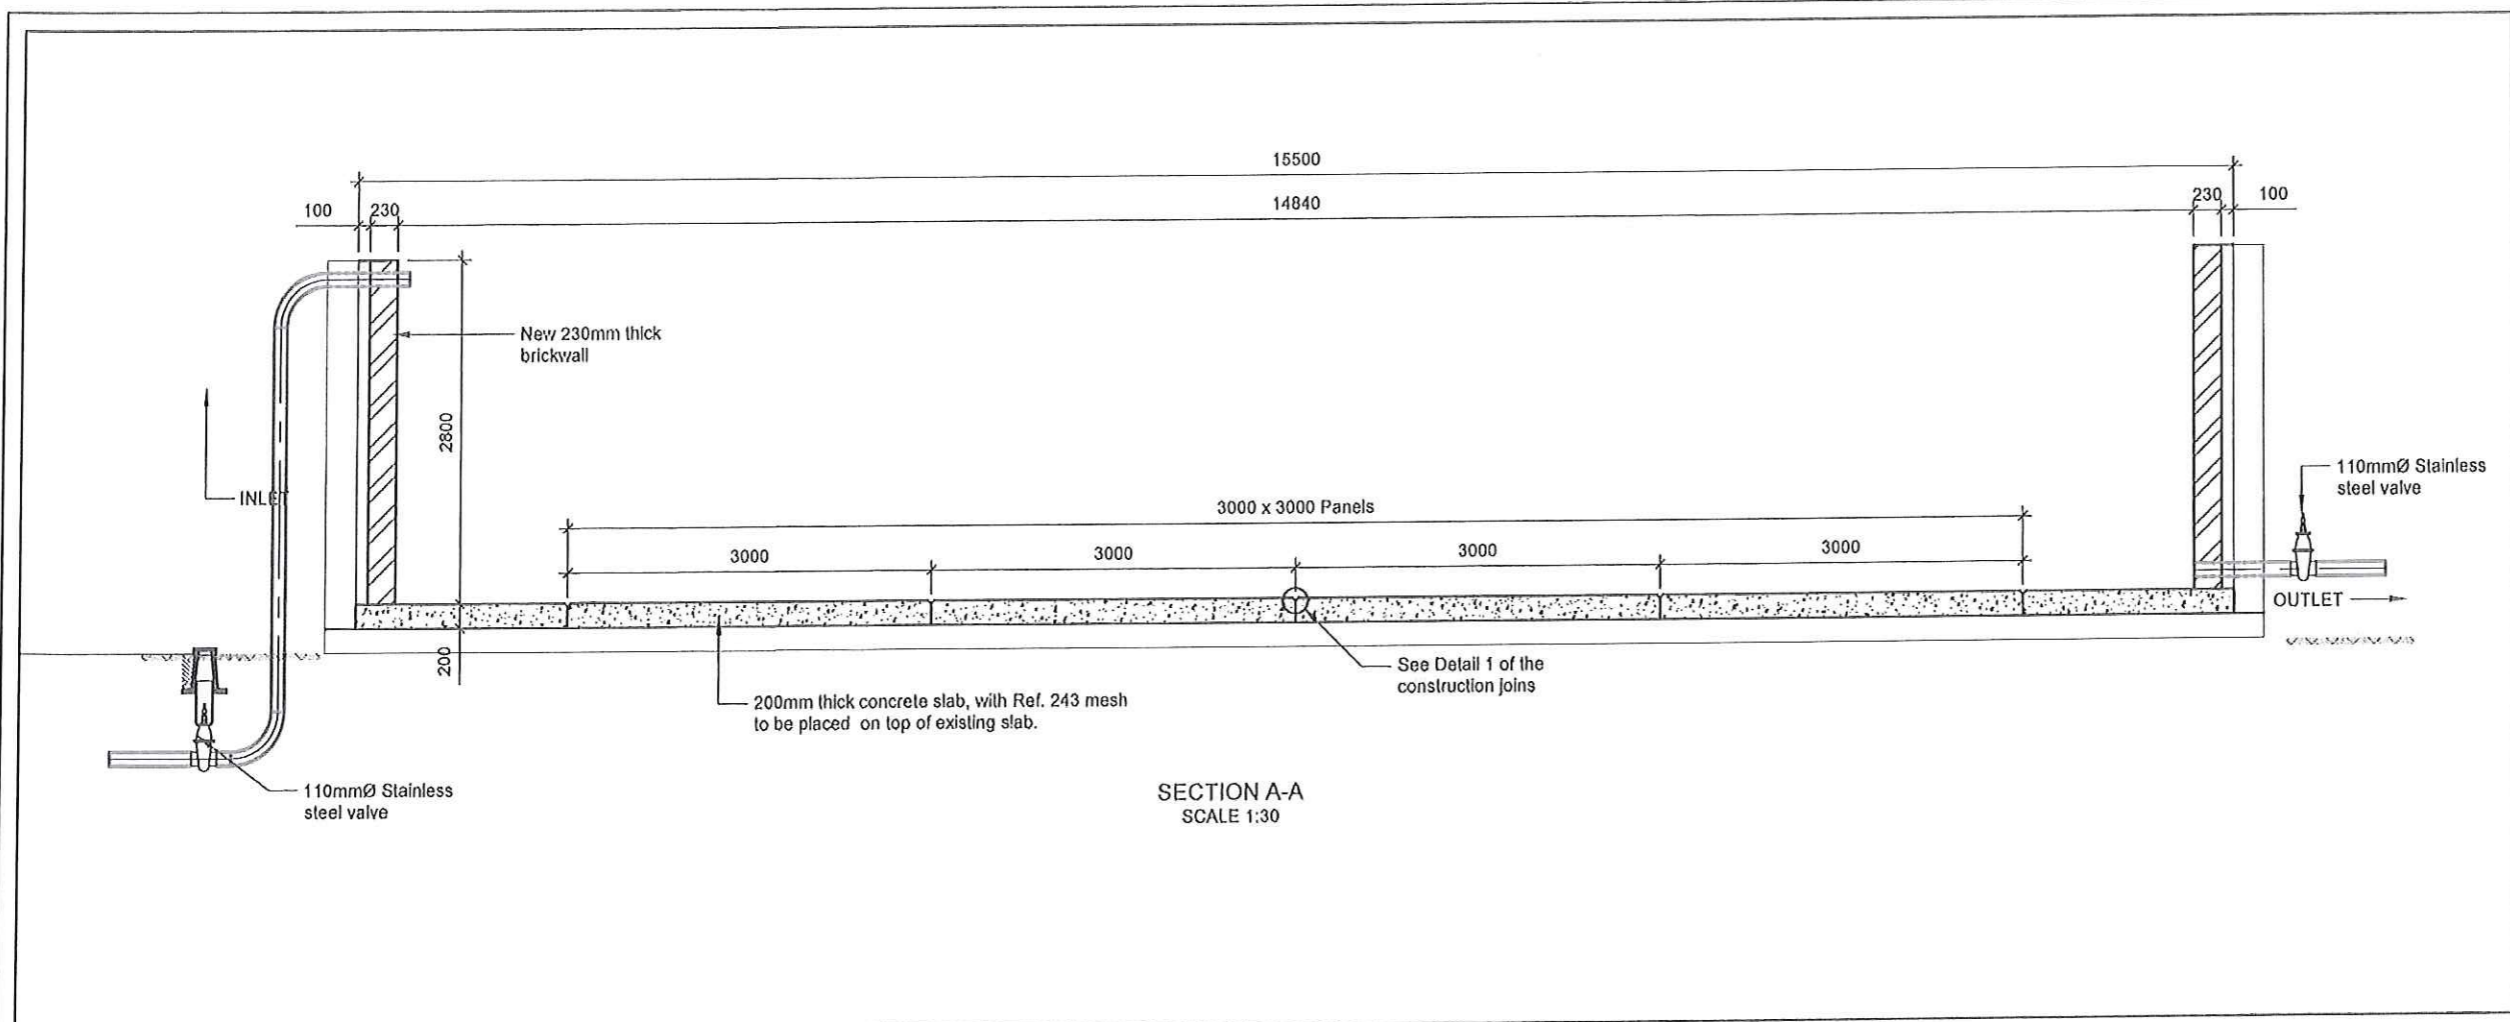 15500
100
230
14840
230
100
New 230mm thick
brickwall
2800
INLET
110mmØ Stainless
steel valve
3000 x 3000 Panels
3000
3000
3000
3000
OUTLET
200
See Detail 1 of the
construction joins
200mm thick concrete slab, with Ref. 243 mesh
to be placed on top of existing slab.
110mmØ Stainless
steel valve
SECTION A-A
SCALE 1:30